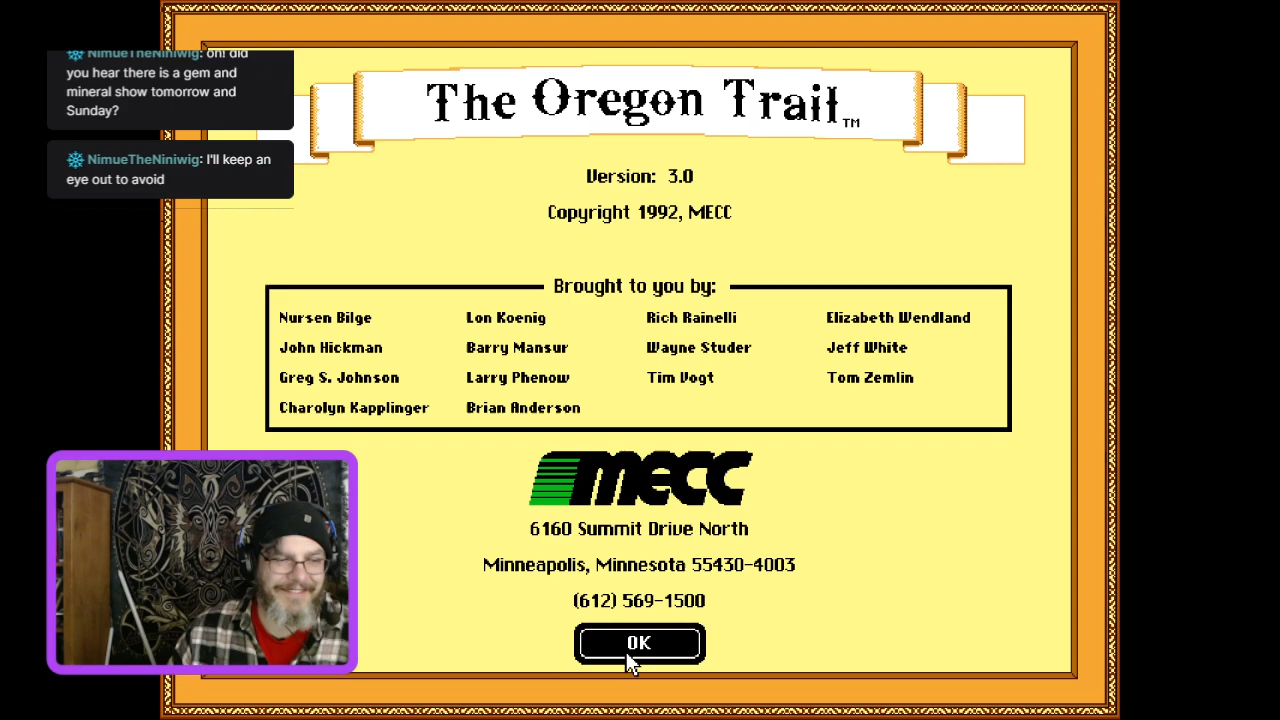 NimueTheNiniwig: oh! did
you hear there is a gem and
mineral show tomorrow and
Sunday?
NimueTheNiniwig: I'll keep an
eye out to avoid
The Oregon Trail™
Version: 3.0
Copyright 1992, MECC
Brought to you by:
Nursen Bilge Lon Koenig Rich Rainelli Elizabeth Wendland
John Hickman Barry Mansur Wayne Studer Jeff White
Greg S. Johnson Larry Phenow Tim Vogt Tom Zemlin
Charolyn Kapplinger Brian Anderson
mecc
6160 Summit Drive North
Minneapolis, Minnesota 55430-4003
(612) 569-1500
OK